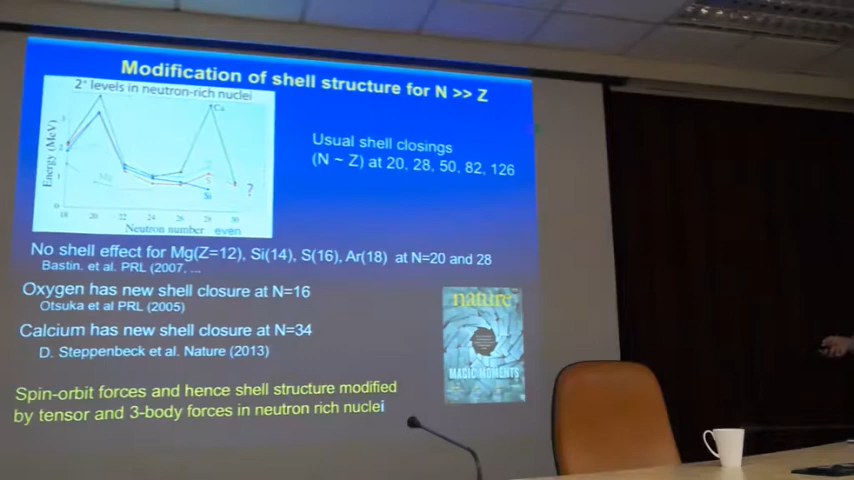 Modification of shell structure for N >> Z
2⁺ levels in neutron-rich nuclei
Energy (MeV)
3
2
1
0
Ca
Mg
S
Si
?
18 20 22 24 26 28 30
Neutron number even
Usual shell closings
(N ~ Z) at 20, 28, 50, 82, 126
No shell effect for Mg(Z=12), Si(14), S(16), Ar(18) at N=20 and 28
Bastin. et al. PRL (2007, ...
Oxygen has new shell closure at N=16
Otsuka et al PRL (2005)
Calcium has new shell closure at N=34
D. Steppenbeck et al. Nature (2013)
nature
MAGIC MOMENTS
Spin-orbit forces and hence shell structure modified
by tensor and 3-body forces in neutron rich nuclei